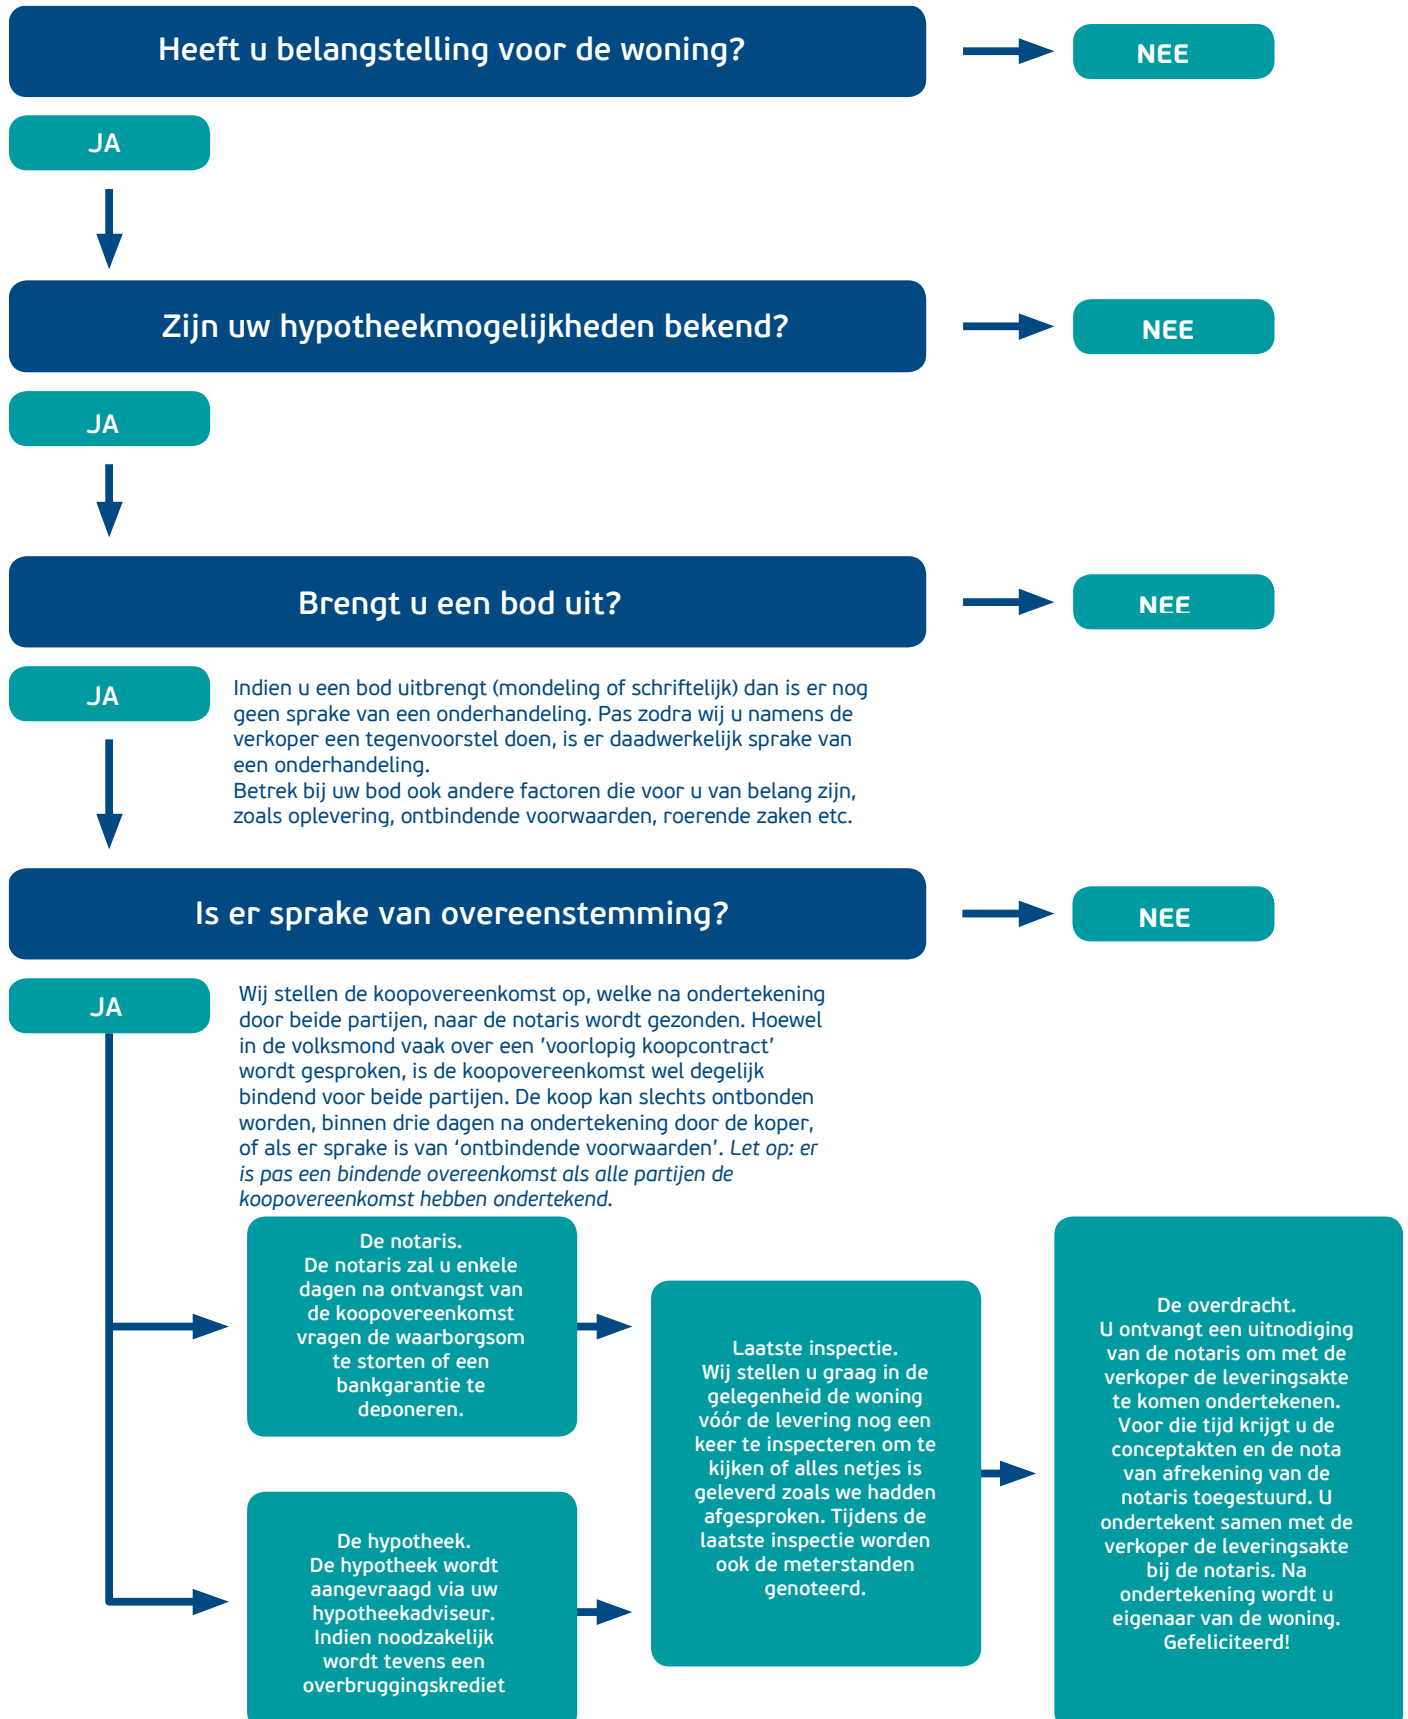 Heeft u belangstelling voor de woning?
NEE
JA
Zijn uw hypotheekmogelijkheden bekend?
NEE
JA
Brengt u een bod uit?
NEE
JA
Indien u een bod uitbrengt (mondeling of schriftelijk) dan is er nog
geen sprake van een onderhandeling. Pas zodra wij u namens de
verkoper een tegenvoorstel doen, is er daadwerkelijk sprake van
een onderhandeling.
Betrek bij uw bod ook andere factoren die voor u van belang zijn,
zoals oplevering, ontbindende voorwaarden, roerende zaken etc.
Is er sprake van overeenstemming?
NEE
JA
Wij stellen de koopovereenkomst op, welke na ondertekening
door beide partijen, naar de notaris wordt gezonden. Hoewel
in de volksmond vaak over een 'voorlopig koopcontract'
wordt gesproken, is de koopovereenkomst wel degelijk
bindend voor beide partijen. De koop kan slechts ontbonden
worden, binnen drie dagen na ondertekening door de koper,
of als er sprake is van ‘ontbindende voorwaarden’. Let op: er
is pas een bindende overeenkomst als alle partijen de
koopovereenkomst hebben ondertekend.
De notaris.
De notaris zal u enkele
dagen na ontvangst van
de koopovereenkomst
vragen de waarborgsom
te storten of een
bankgarantie te
deponeren.
De hypotheek.
De hypotheek wordt
aangevraagd via uw
hypotheekadviseur.
Indien noodzakelijk
wordt tevens een
overbruggingskrediet
Laatste inspectie.
Wij stellen u graag in de
gelegenheid de woning
vóór de levering nog een
keer te inspecteren om te
kijken of alles netjes is
geleverd zoals we hadden
afgesproken. Tijdens de
laatste inspectie worden
ook de meterstanden
genoteerd.
De overdracht.
U ontvangt een uitnodiging
van de notaris om met de
verkoper de leveringsakte
te komen ondertekenen.
Voor die tijd krijgt u de
conceptakten en de nota
van afrekening van de
notaris toegestuurd. U
ondertekent samen met de
verkoper de leveringsakte
bij de notaris. Na
ondertekening wordt u
eigenaar van de woning.
Gefeliciteerd!